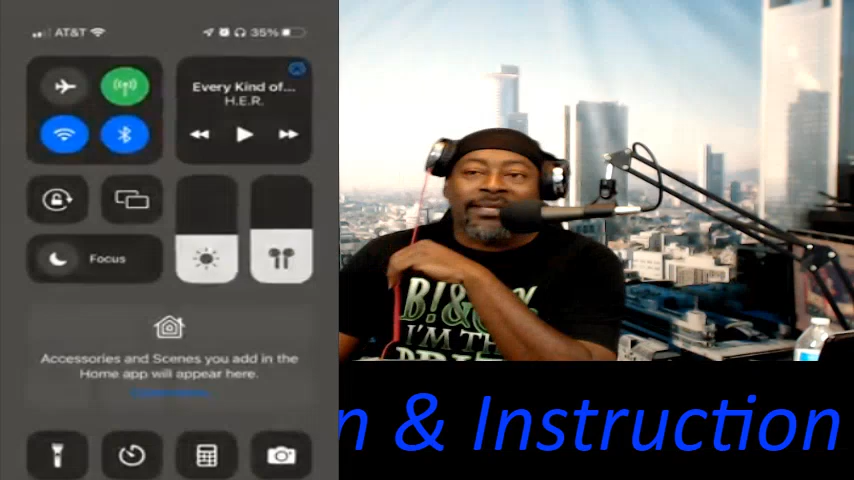 AT&T
35%
Every Kind of...
H.E.R.
Focus
Accessories and Scenes you add in the
Home app will appear here.
B!&
I'M TH
n & Instruction